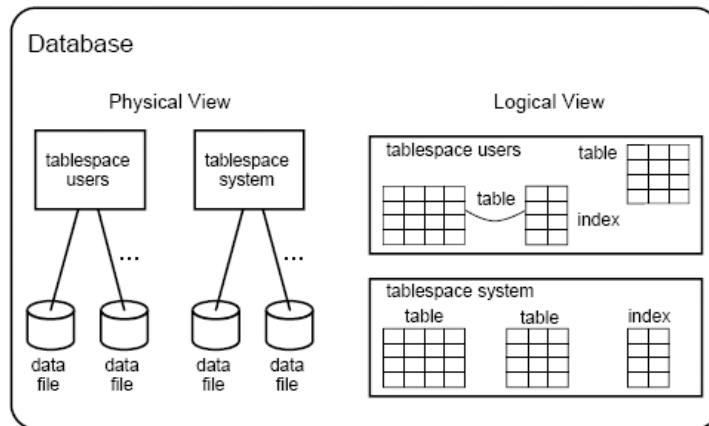 Database
Physical View
Logical View
tablespace
users
tablespace
system
...
...
data
file
data
file
data
file
data
file
tablespace users
table
table
index
tablespace system
table
table
index